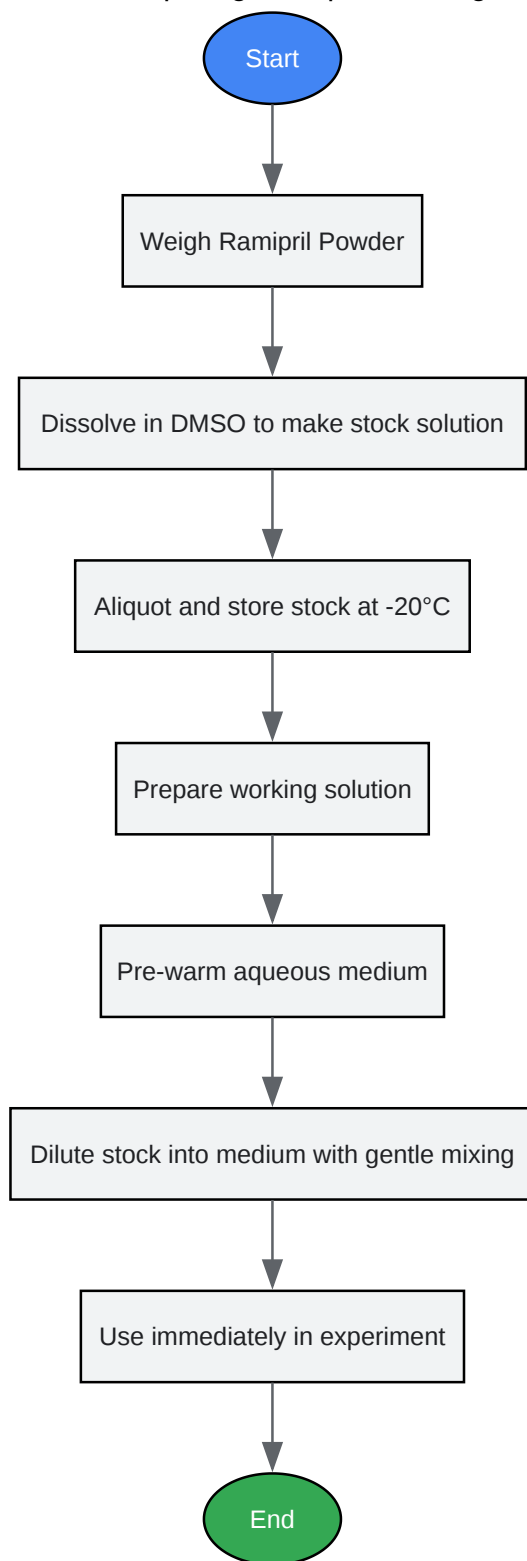 Start
Weigh Ramipril Powder
Dissolve in DMSO to make stock solution
Aliquot and store stock at -20°C
Prepare working solution
Pre-warm aqueous medium
Dilute stock into medium with gentle mixing
Use immediately in experiment
End